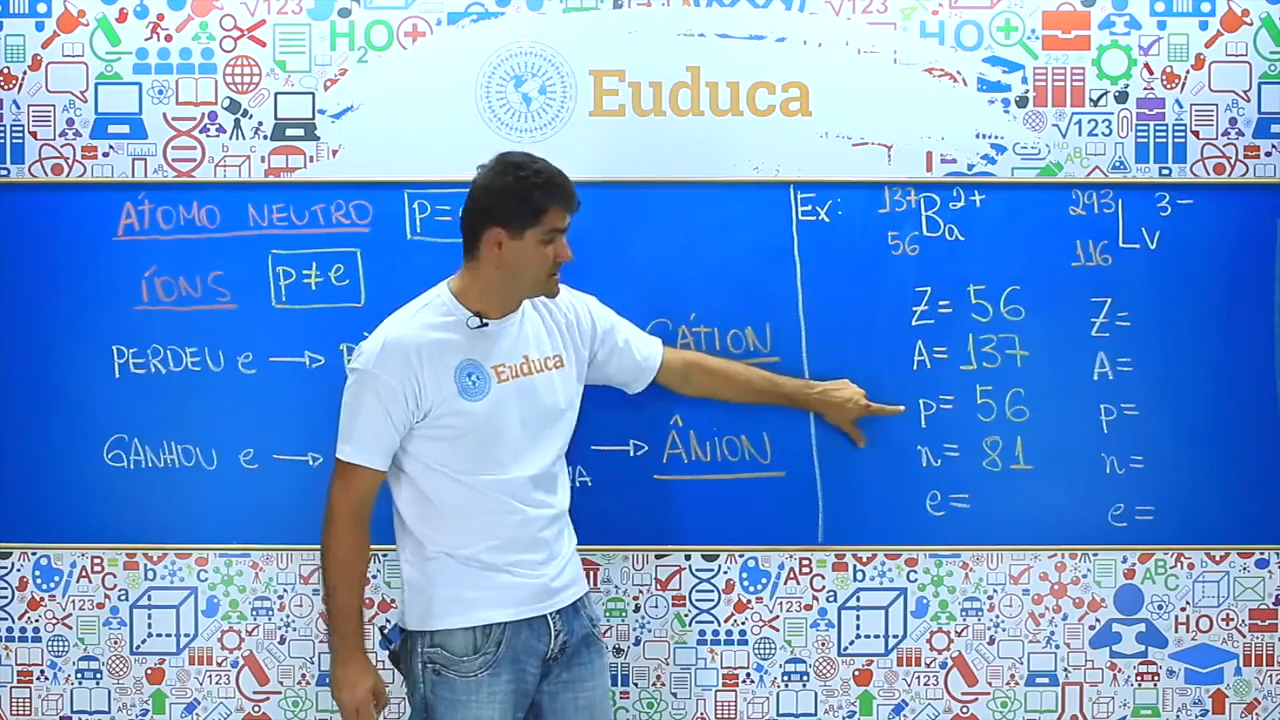 Euduca
ÁTOMO NEUTRO p=
ÍONS p≠e
PERDEU e → CÁTION
GANHOU e → → ÂNION
Euduca
Ex: 137 56 Ba 2+
Z= 56
A= 137
p= 56
n= 81
e=
293 116 Lv 3−
Z=
A=
p=
n=
e=